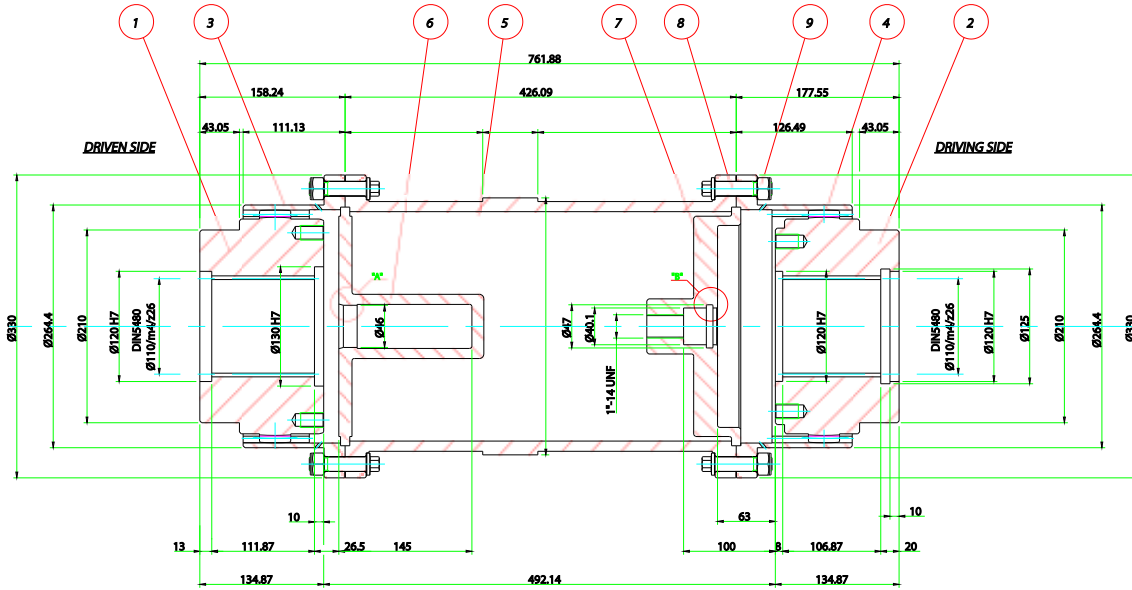 1
3
6
5
7
8
9
4
2
761.88
158.24
426.09
177.55
43.05
111.13
126.49
43.05
DRIVEN SIDE
DRIVING SIDE
"A"
"B"
Ø330
Ø264.4
Ø210
Ø120 H7
DIN5480
Ø110/m4/z26
Ø130 H7
Ø46
Ø47
Ø40.1
1"-14 UNF
Ø120 H7
DIN5480
Ø110/m4/z26
Ø120 H7
Ø125
Ø210
Ø264.4
Ø330
10
63
10
13
111.87
26.5
145
100
8
106.87
20
134.87
492.14
134.87